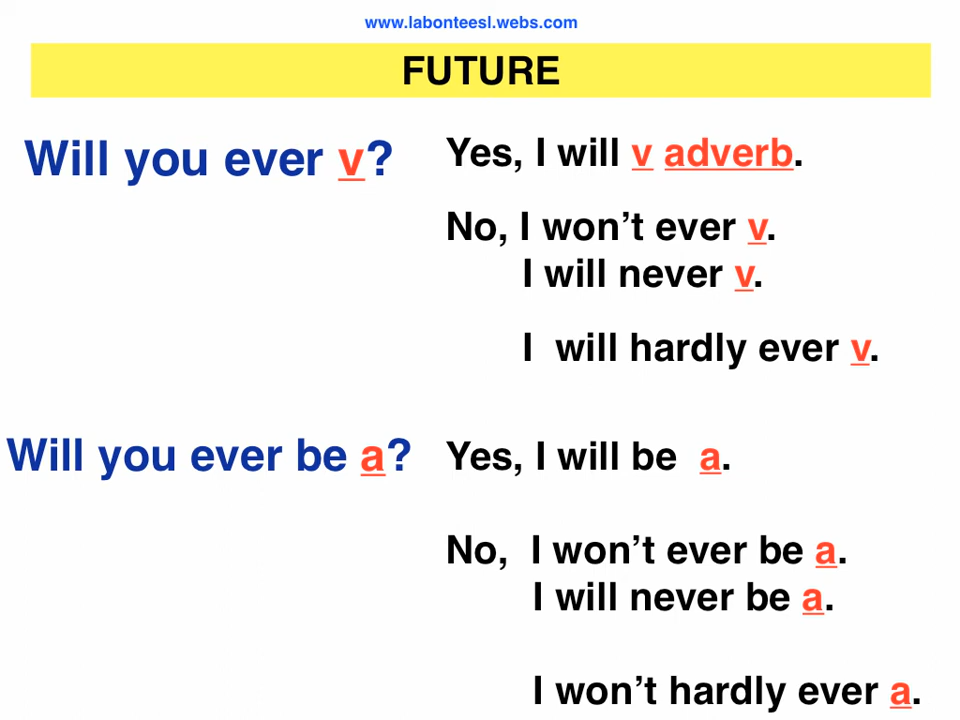 www.labonteesl.webs.com
FUTURE
Will you ever v?
Yes, I will v adverb.
No, I won’t ever v.
I will never v.
I will hardly ever v.
Will you ever be a?
Yes, I will be a.
No, I won’t ever be a.
I will never be a.
I won’t hardly ever a.